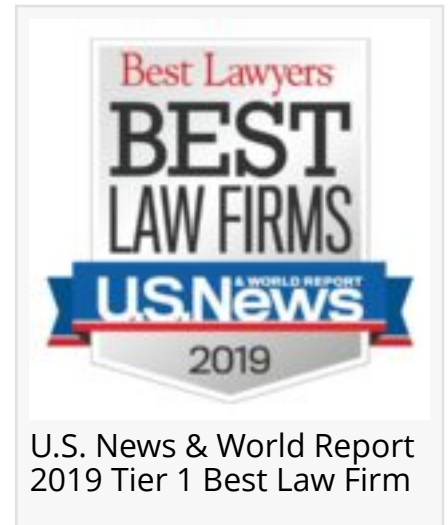 Best Lawyers
BEST
LAW FIRMS
& WORLD REPORT
U.S.News
2019
U.S. News & World Report
2019 Tier 1 Best Law Firm